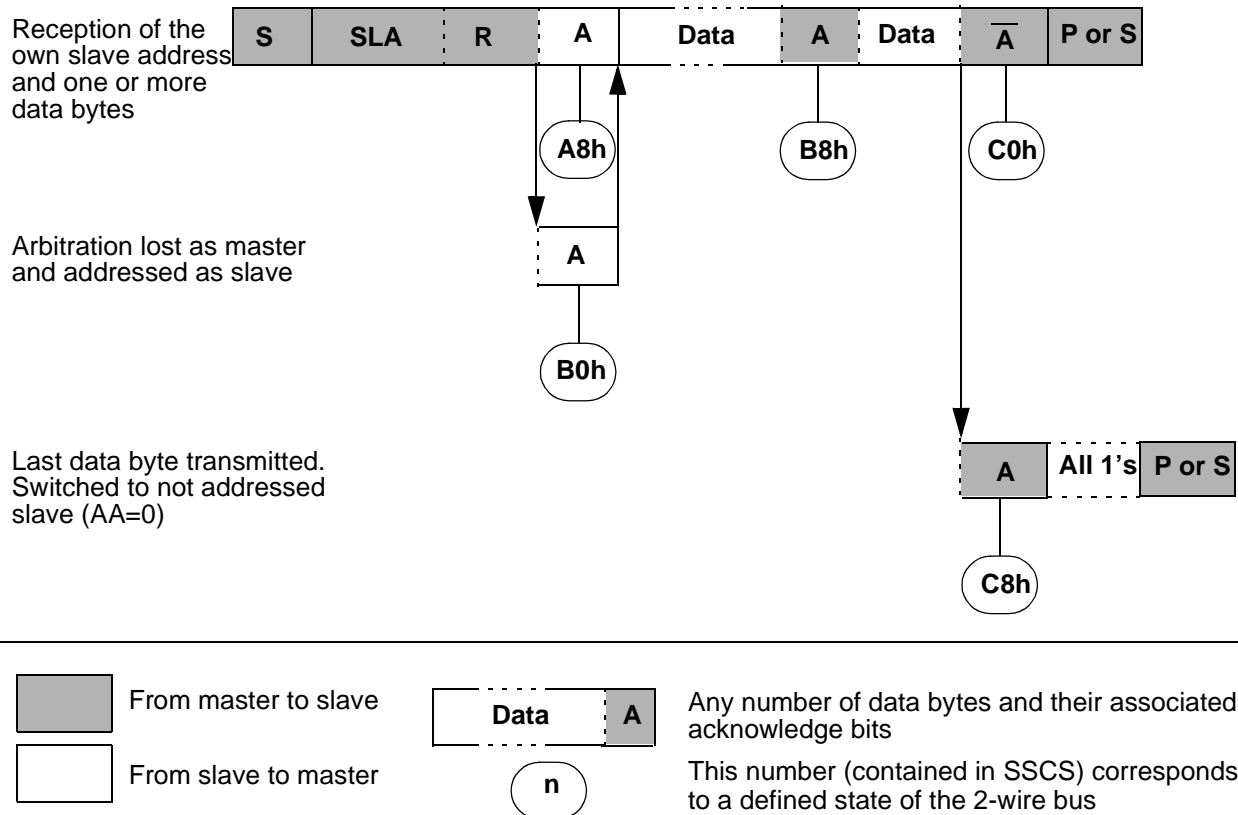 Reception of the
own slave address
and one or more
data bytes
S SLA R A Data A Data A̅ P or S
A8h B8h C0h
Arbitration lost as master
and addressed as slave
A
B0h
Last data byte transmitted.
Switched to not addressed
slave (AA=0)
A All 1's P or S
C8h
From master to slave
From slave to master
Data A
n
Any number of data bytes and their associated
acknowledge bits
This number (contained in SSCS) corresponds
to a defined state of the 2-wire bus